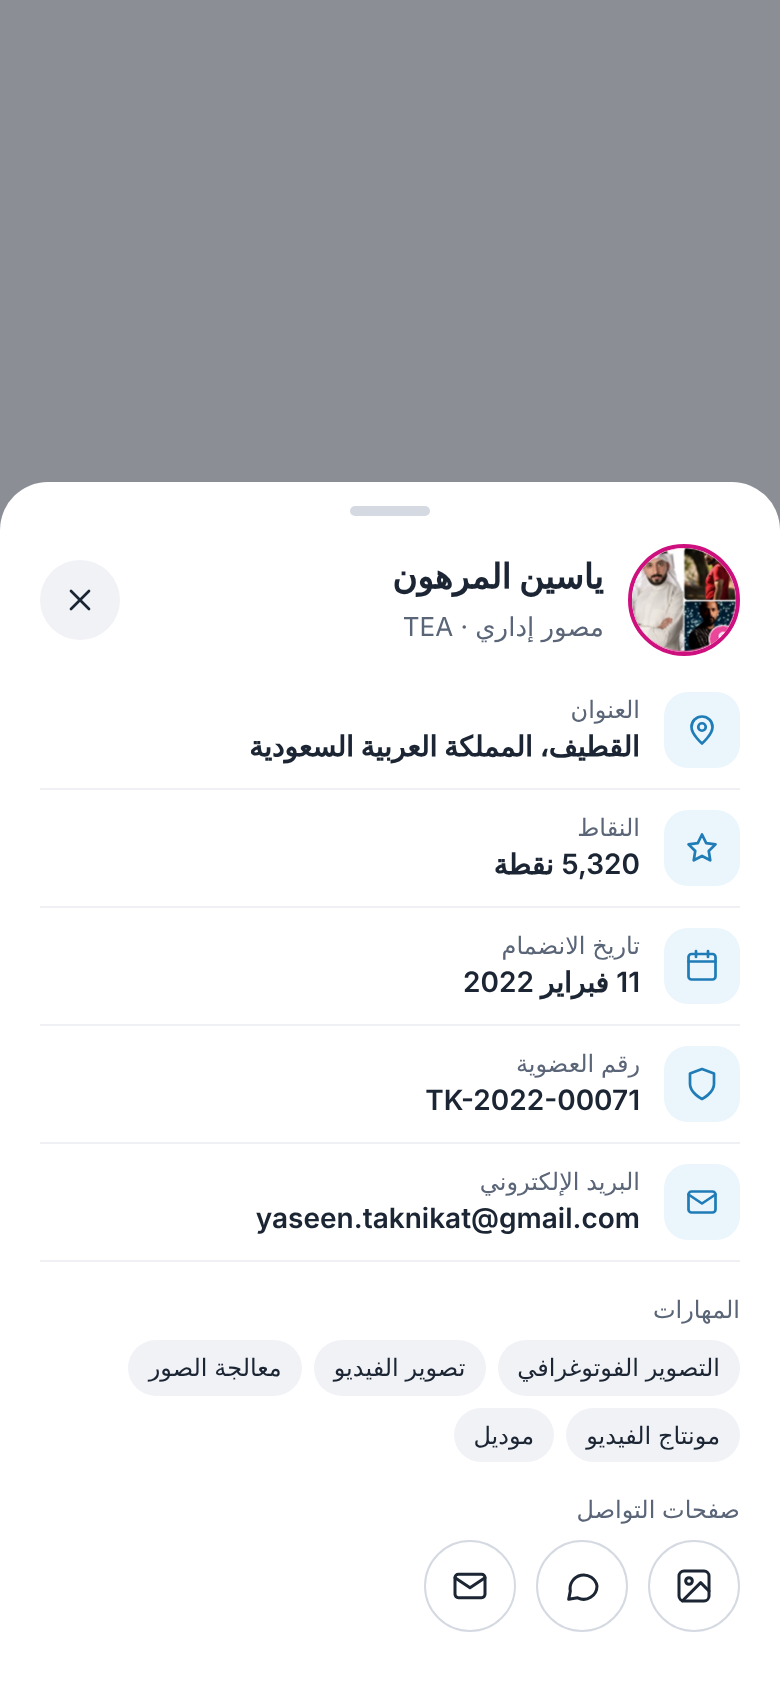 ياسين المرهون
مصور إداري · TEA
العنوان
القطيف، المملكة العربية السعودية
النقاط
5,320 نقطة
تاريخ الانضمام
11 فبراير 2022
رقم العضوية
TK-2022-00071
البريد الإلكتروني
yaseen.taknikat@gmail.com
المهارات
التصوير الفوتوغرافي تصوير الفيديو معالجة الصور
مونتاج الفيديو موديل
صفحات التواصل